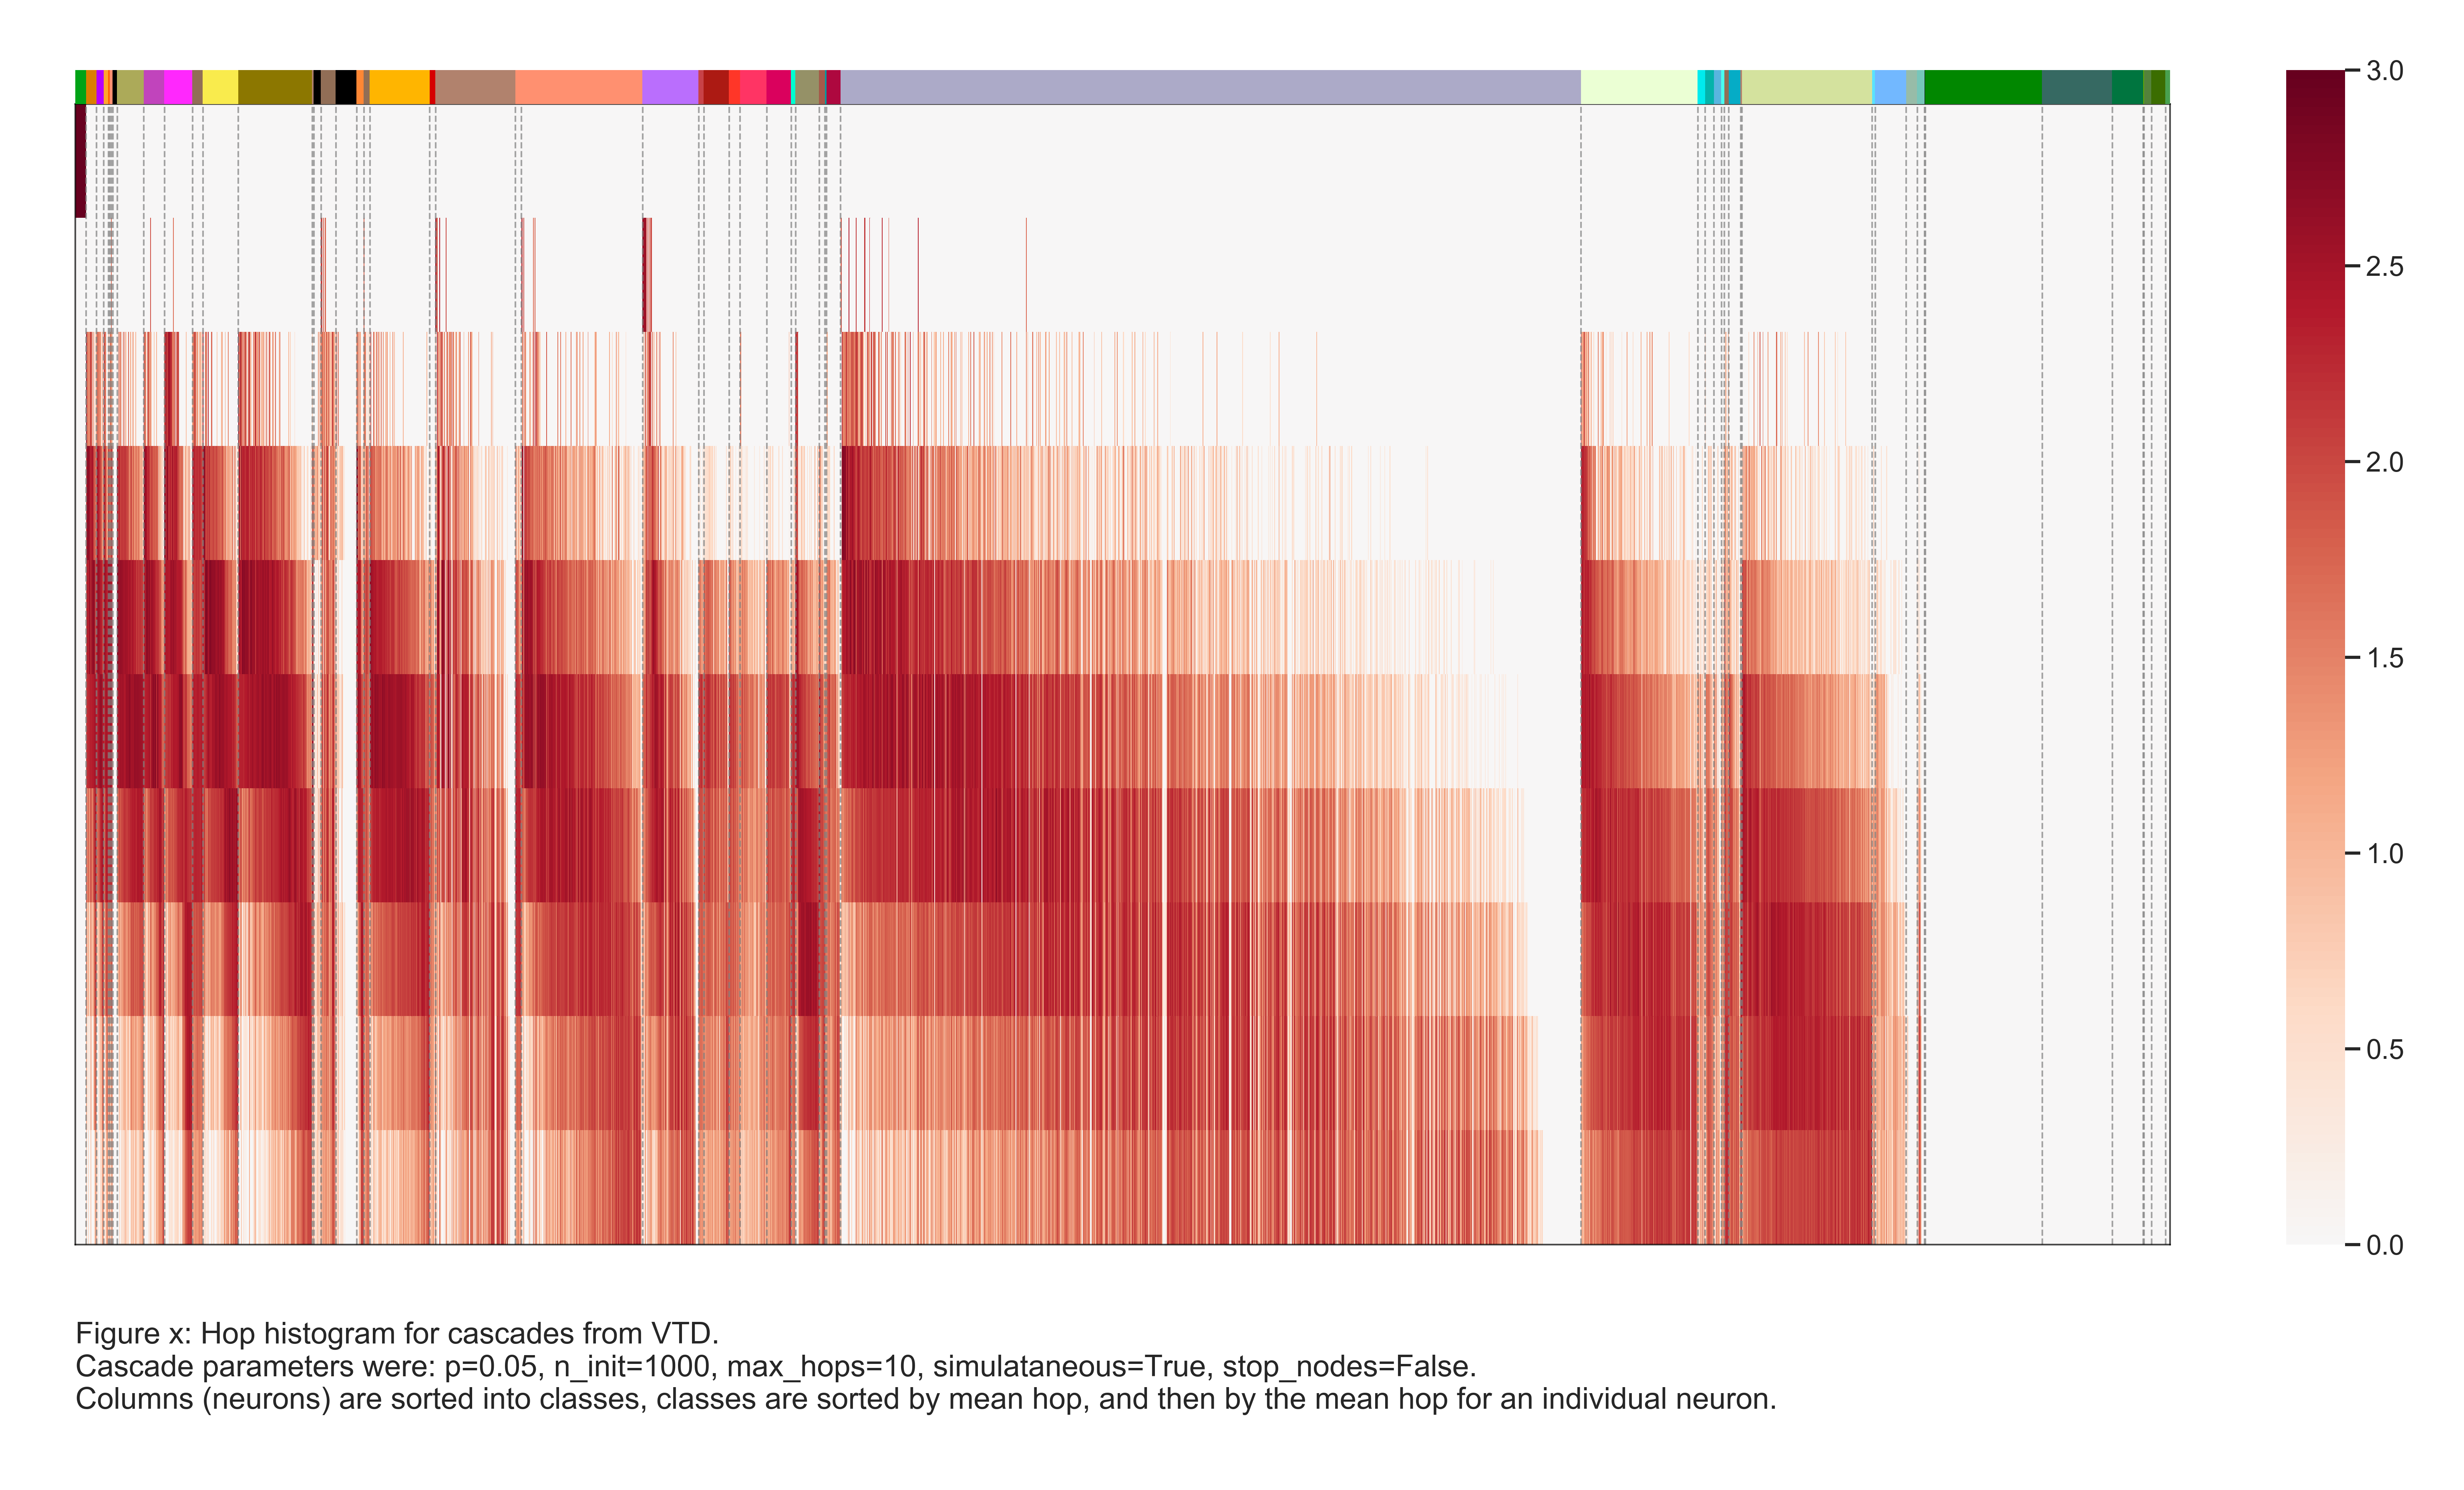 3.0
2.5
2.0
1.5
1.0
0.5
0.0
Figure x: Hop histogram for cascades from VTD.
Cascade parameters were: p=0.05, n_init=1000, max_hops=10, simulataneous=True, stop_nodes=False.
Columns (neurons) are sorted into classes, classes are sorted by mean hop, and then by the mean hop for an individual neuron.